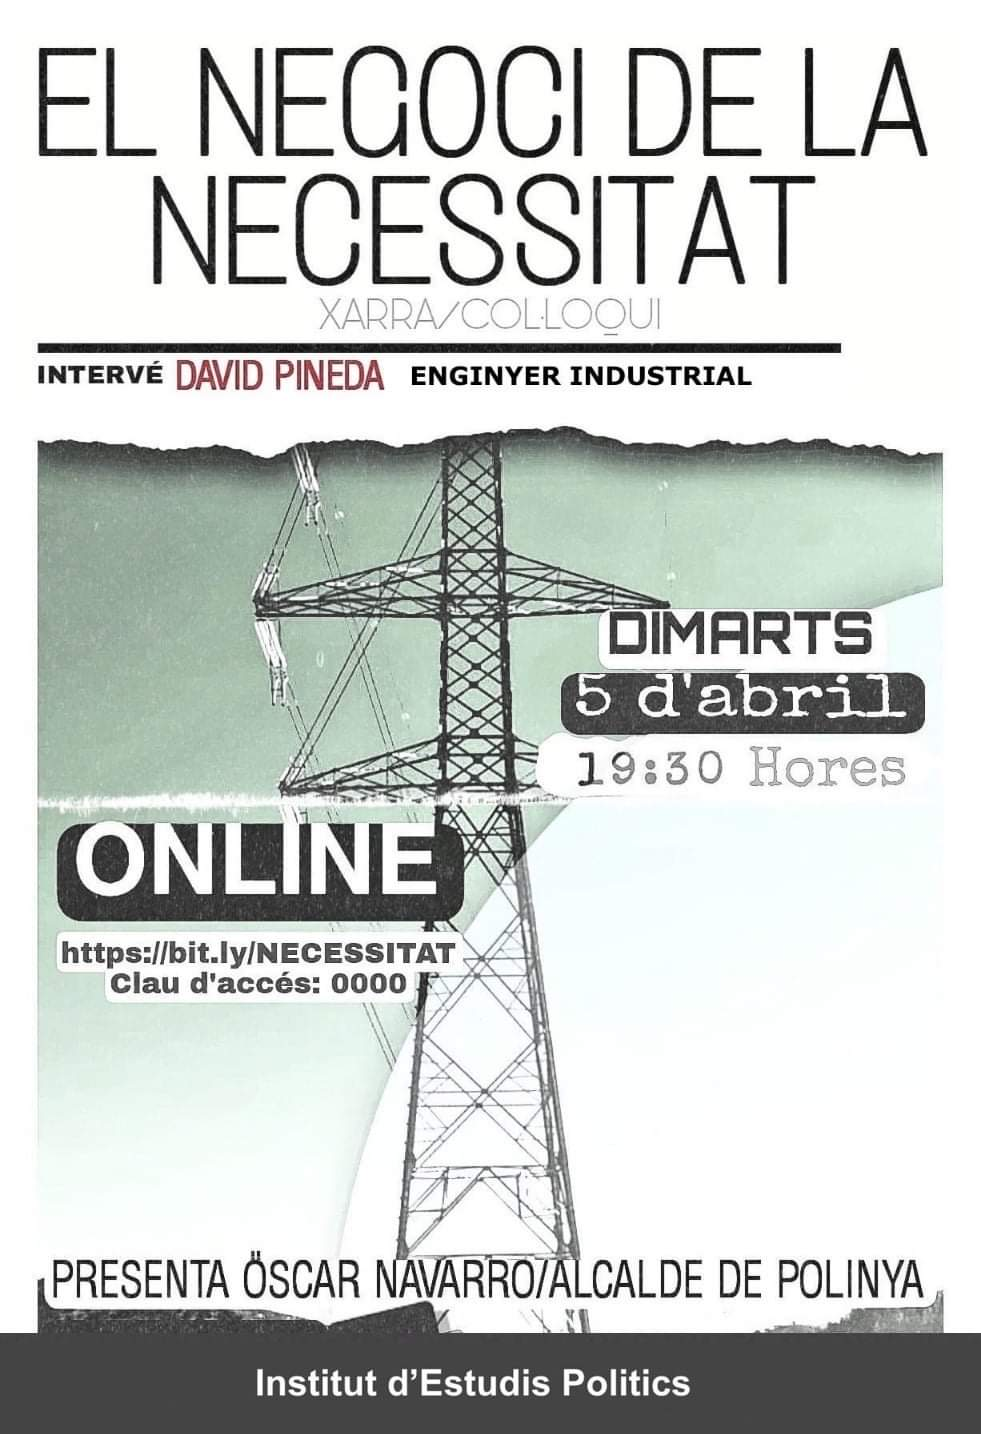 EL NEGOCI DE LA
NECESSITAT
XARRA/COL·LOQUI
INTERVÉ DAVID PINEDA ENGINYER INDUSTRIAL
DIMARTS
5 d'abril
19:30 Hores
ONLINE
https://bit.ly/NECESSITAT
Clau d'accés: 0000
PRESENTA ÖSCAR NAVARRO/ALCALDE DE POLINYA
Institut d’Estudis Politics